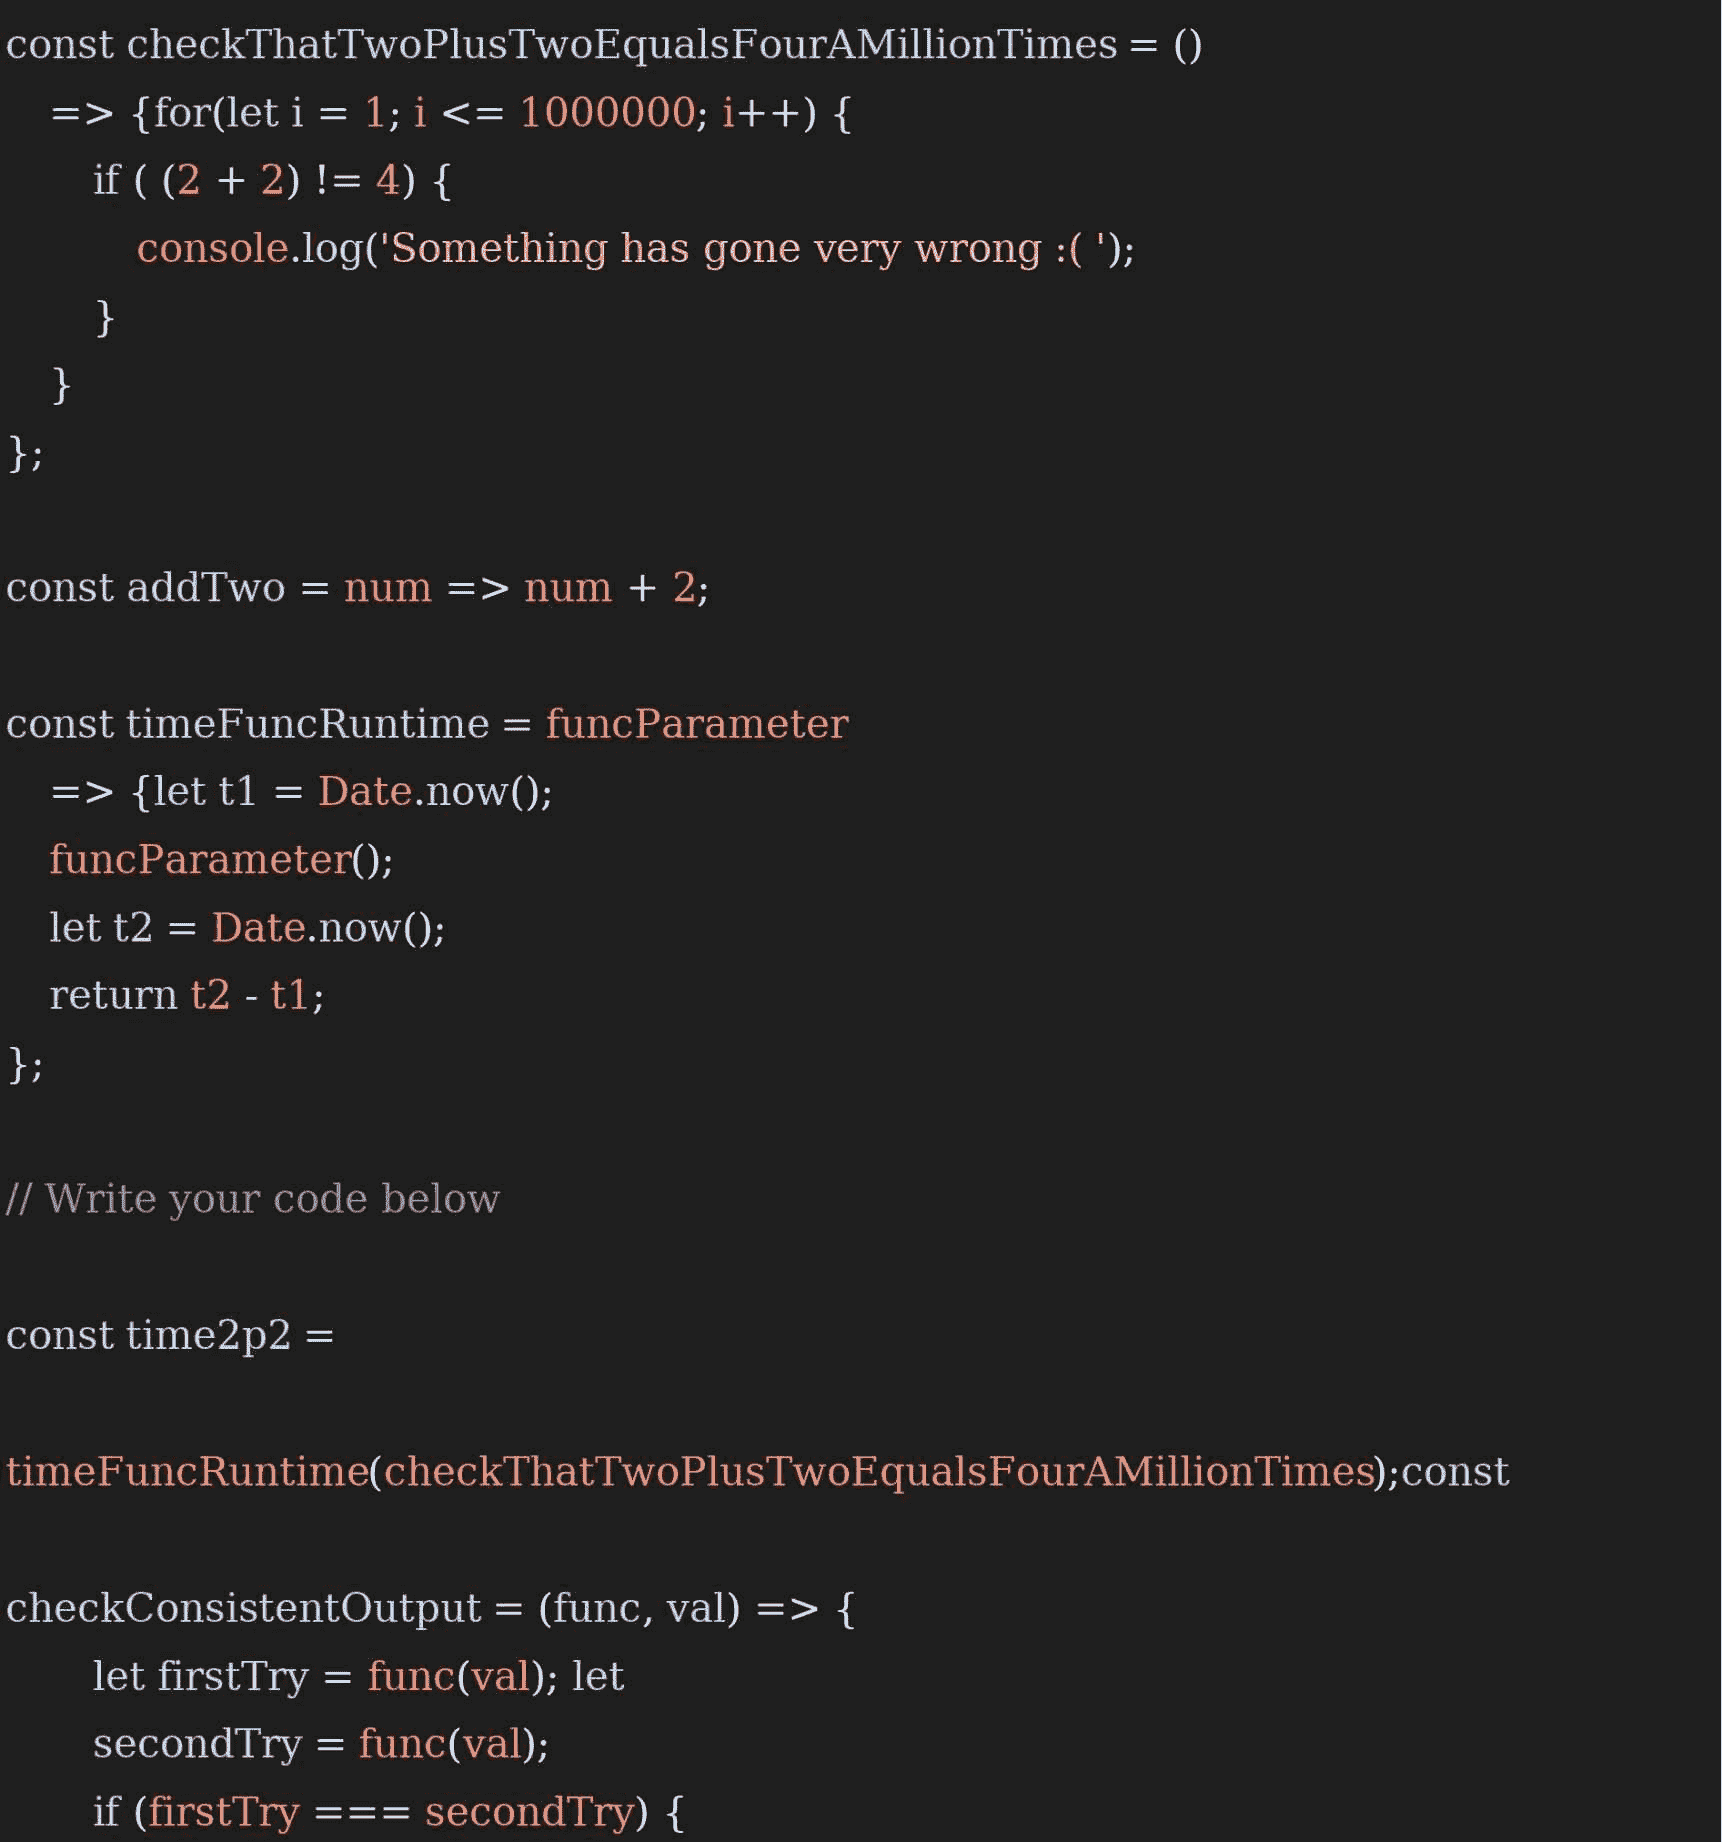 const checkThatTwoPlusTwoEqualsFourAMillionTimes = ()
=> {for(let i = 1; i <= 1000000; i++) {
if ( (2 + 2) != 4) {
console.log('Something has gone very wrong :( ');
}
}
};
const addTwo = num => num + 2;
const timeFuncRuntime = funcParameter
=> {let t1 = Date.now();
funcParameter();
let t2 = Date.now();
return t2 - t1;
};
// Write your code below
const time2p2 =
timeFuncRuntime(checkThatTwoPlusTwoEqualsFourAMillionTimes);const
checkConsistentOutput = (func, val) => {
let firstTry = func(val); let
secondTry = func(val);
if (firstTry === secondTry) {